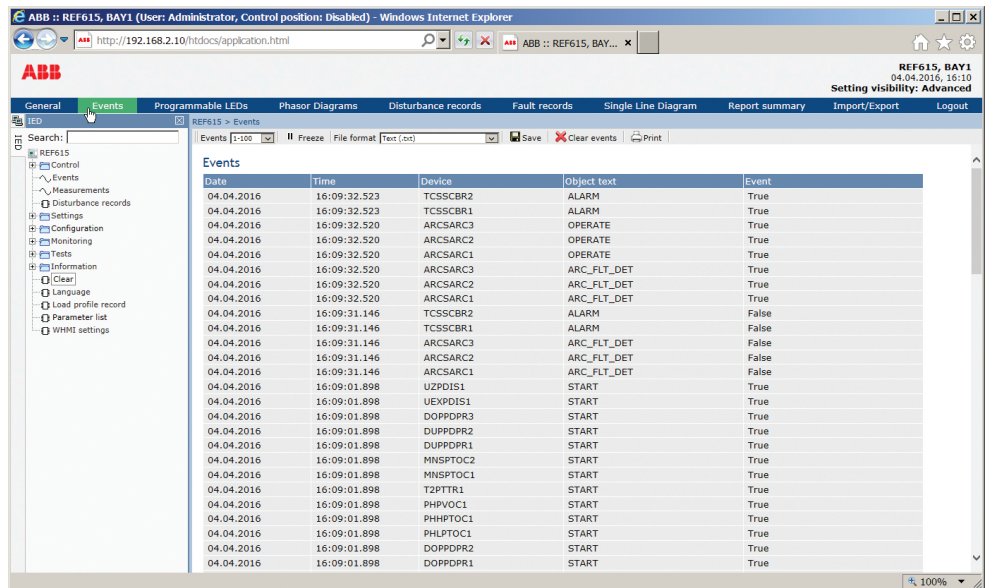 ABB :: REF615, BAY1 (User: Administrator, Control position: Disabled) - Windows Internet Explorer
ABB http://192.168.2.10/htdocs/application.html ABB ABB :: REF615, BAY...
ABB
REF615, BAY1
04.04.2016, 16:10
Setting visibility: Advanced
General Events Programmable LEDs Phasor Diagrams Disturbance records Fault records Single Line Diagram Report summary Import/Export Logout
IED
IED
Search:
REF615
Control
Events
Measurements
Disturbance records
Settings
Configuration
Monitoring
Tests
Information
Clear
Language
Load profile record
Parameter list
WHMI settings
REF615 > Events
Events 1-100 Freeze File format Text (.txt) Save Clear events Print
Events
Date Time Device Object text Event
04.04.2016 16:09:32.523 TCSSCBR2 ALARM True
04.04.2016 16:09:32.523 TCSSCBR1 ALARM True
04.04.2016 16:09:32.520 ARCSARC3 OPERATE True
04.04.2016 16:09:32.520 ARCSARC2 OPERATE True
04.04.2016 16:09:32.520 ARCSARC1 OPERATE True
04.04.2016 16:09:32.520 ARCSARC3 ARC_FLT_DET True
04.04.2016 16:09:32.520 ARCSARC2 ARC_FLT_DET True
04.04.2016 16:09:32.520 ARCSARC1 ARC_FLT_DET True
04.04.2016 16:09:31.146 TCSSCBR2 ALARM False
04.04.2016 16:09:31.146 TCSSCBR1 ALARM False
04.04.2016 16:09:31.146 ARCSARC3 ARC_FLT_DET False
04.04.2016 16:09:31.146 ARCSARC2 ARC_FLT_DET False
04.04.2016 16:09:31.146 ARCSARC1 ARC_FLT_DET False
04.04.2016 16:09:01.898 UZPDIS1 START True
04.04.2016 16:09:01.898 UEXPDIS1 START True
04.04.2016 16:09:01.898 DOPPDPR3 START True
04.04.2016 16:09:01.898 DUPPDPR2 START True
04.04.2016 16:09:01.898 DUPPDPR1 START True
04.04.2016 16:09:01.898 MNSPTOC2 START True
04.04.2016 16:09:01.898 MNSPTOC1 START True
04.04.2016 16:09:01.898 T2PTTR1 START True
04.04.2016 16:09:01.898 PHPVOC1 START True
04.04.2016 16:09:01.898 PHHPTOC1 START True
04.04.2016 16:09:01.898 PHLPTOC1 START True
04.04.2016 16:09:01.898 DOPPDPR2 START True
04.04.2016 16:09:01.898 DOPPDPR1 START True
100%